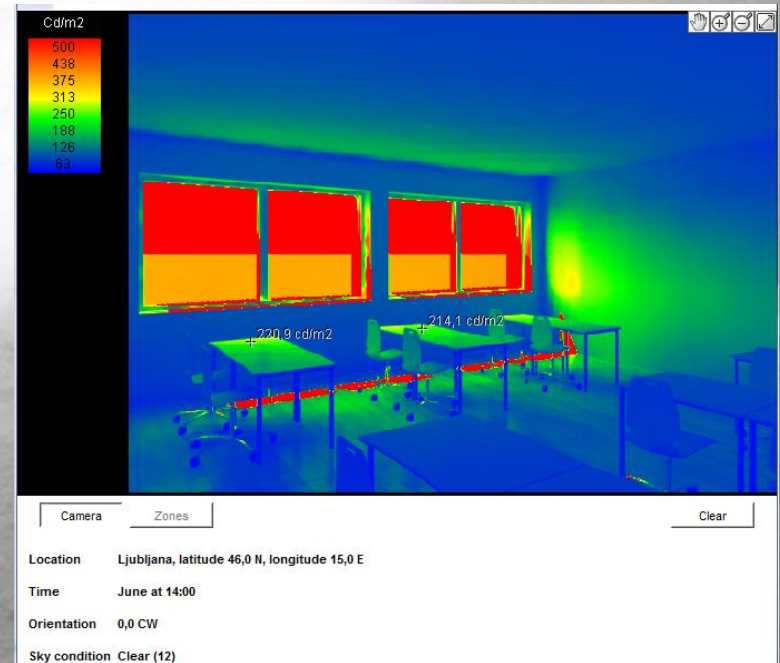 Cd/m2
500
438
375
313
250
188
126
63
220,9 cd/m2
214,1 cd/m2
Camera
Zones
Clear
Location Ljubljana, latitude 46,0 N, longitude 15,0 E
Time June at 14:00
Orientation 0,0 CW
Sky condition Clear (12)